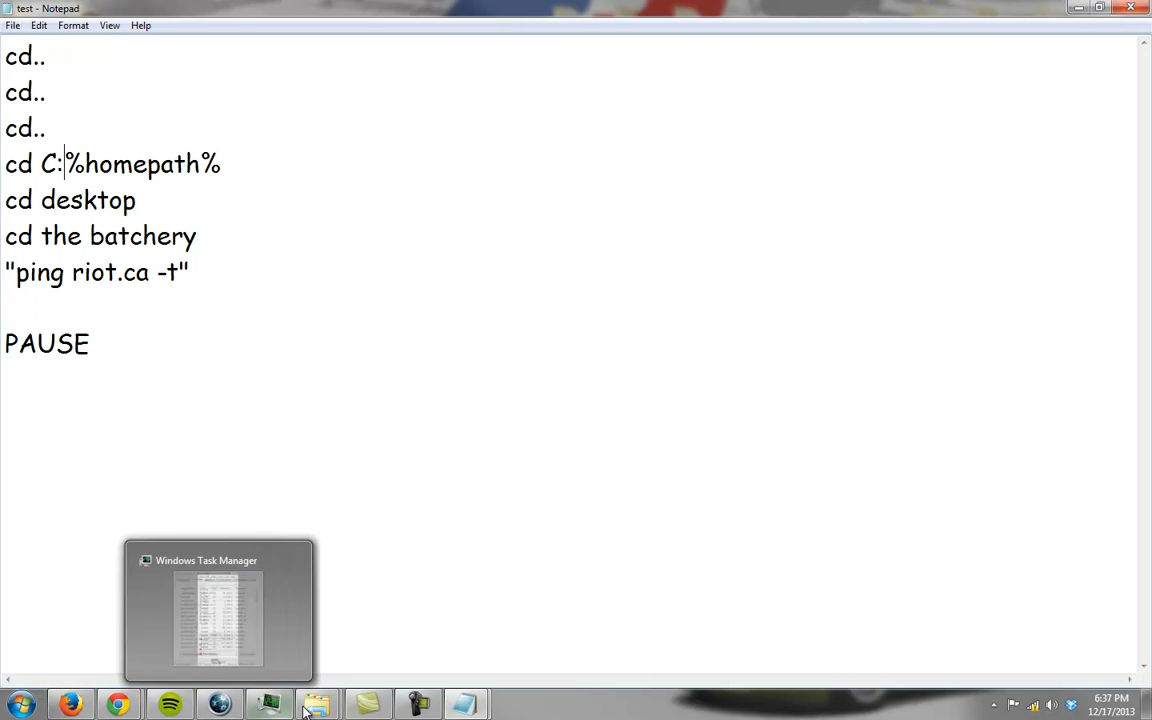 test - Notepad
File Edit Format View Help
cd..
cd..
cd..
cd C:%homepath%
cd desktop
cd the batchery
"ping riot.ca -t"
PAUSE
Windows Task Manager
6:37 PM
12/17/2013